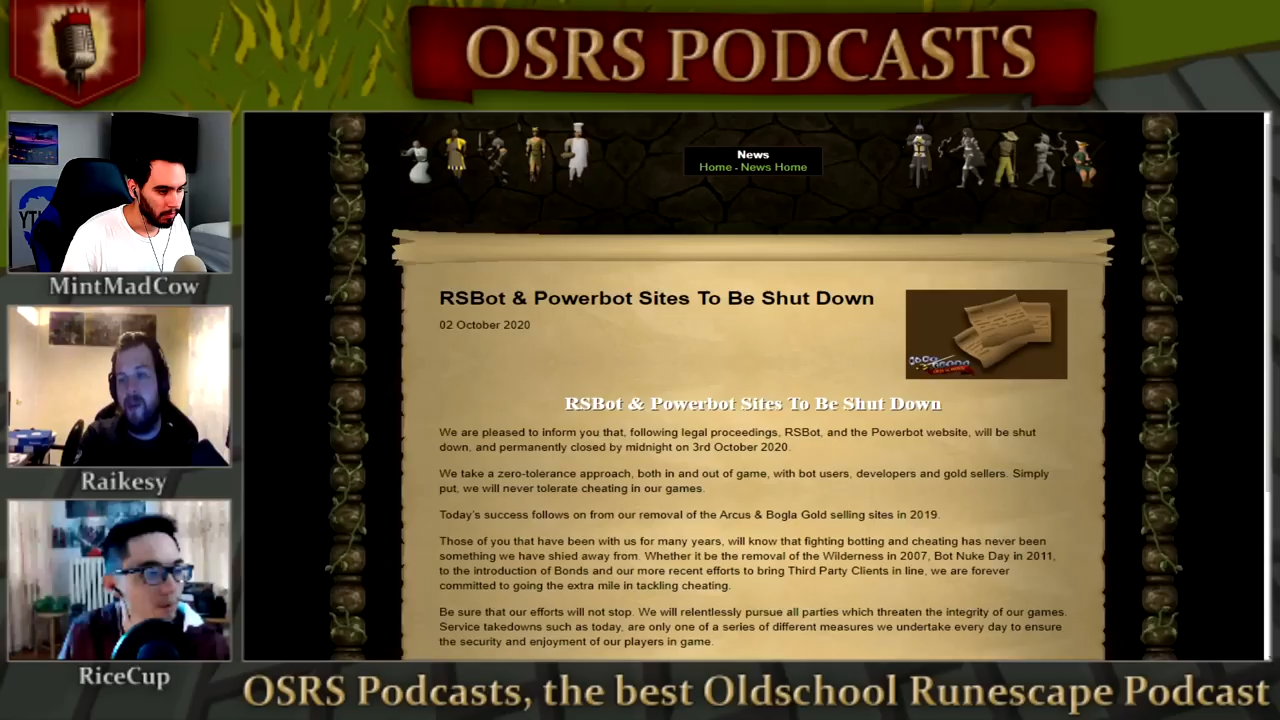 OSRS PODCASTS
MintMadCow
Raikesy
RiceCup
News
Home - News Home
RSBot & Powerbot Sites To Be Shut Down
02 October 2020
RSBot & Powerbot Sites To Be Shut Down
We are pleased to inform you that, following legal proceedings, RSBot, and the Powerbot website, will be shut
down, and permanently closed by midnight on 3rd October 2020.
We take a zero-tolerance approach, both in and out of game, with bot users, developers and gold sellers. Simply
put, we will never tolerate cheating in our games.
Today's success follows on from our removal of the Arcus & Bogla Gold selling sites in 2019.
Those of you that have been with us for many years, will know that fighting botting and cheating has never been
something we have shied away from. Whether it be the removal of the Wilderness in 2007, Bot Nuke Day in 2011,
to the introduction of Bonds and our more recent efforts to bring Third Party Clients in line, we are forever
committed to going the extra mile in tackling cheating.
Be sure that our efforts will not stop. We will relentlessly pursue all parties which threaten the integrity of our games.
Service takedowns such as today, are only one of a series of different measures we undertake every day to ensure
the security and enjoyment of our players in game.
OSRS Podcasts, the best Oldschool Runescape Podcast